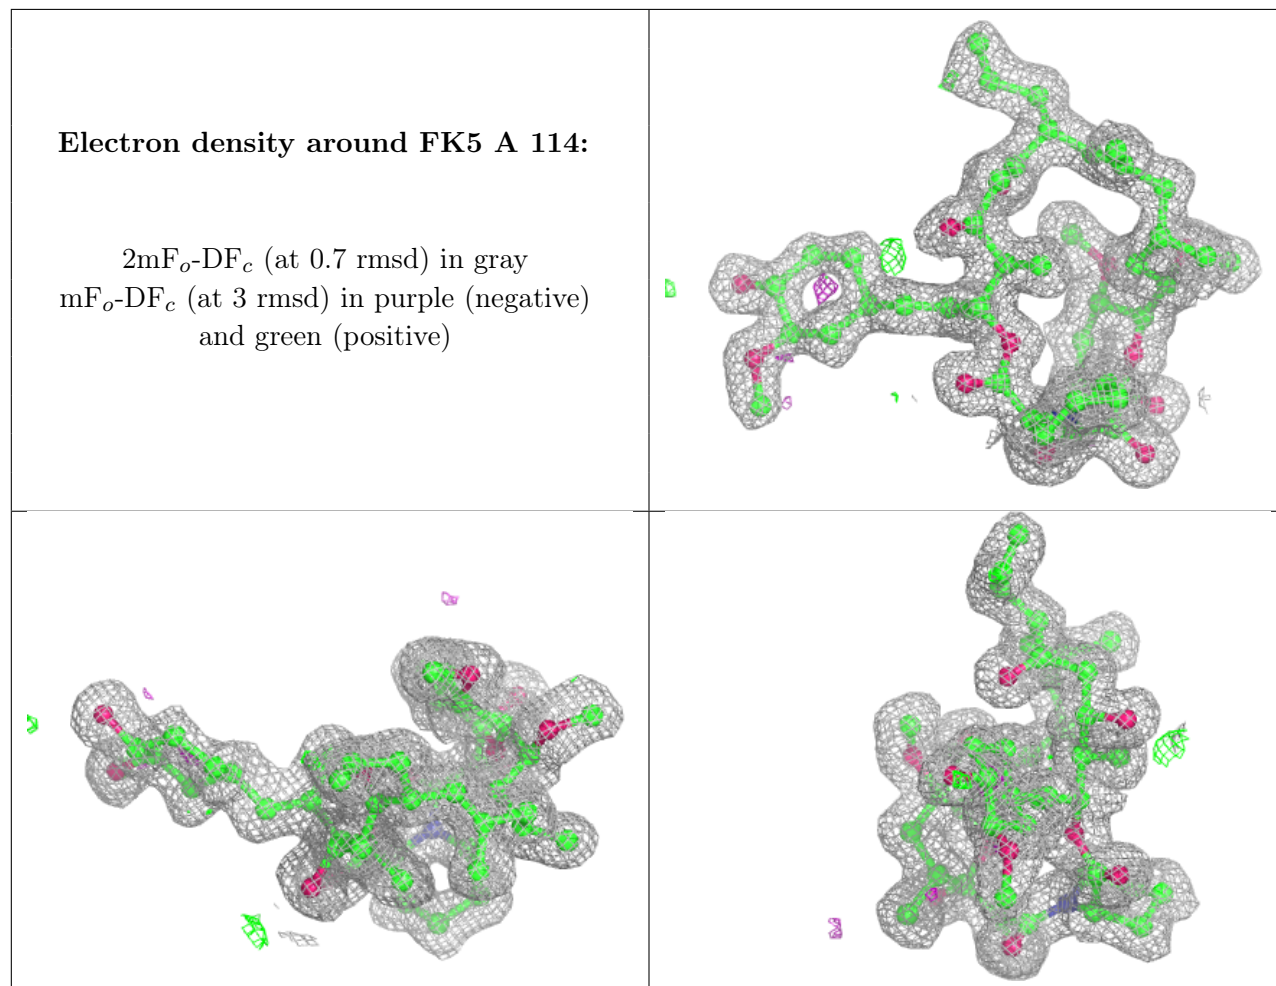 Electron density around FK5 A 114:
2mFo-DFc (at 0.7 rmsd) in gray
mFo-DFc (at 3 rmsd) in purple (negative)
and green (positive)